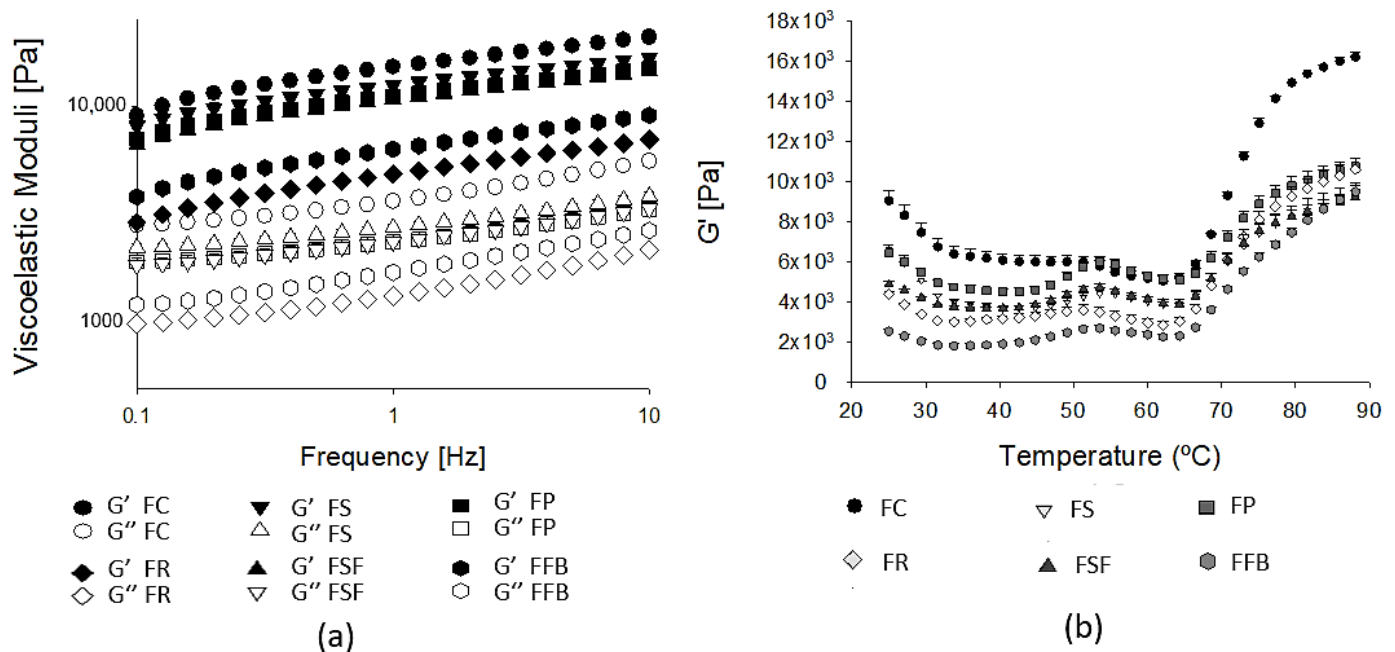 Viscoelastic Moduli [Pa]
10,000
1000
0.1 1 10
Frequency [Hz]
G′ FC G′ FS G′ FP
G″ FC G″ FS G″ FP
G′ FR G′ FSF G′ FFB
G″ FR G″ FSF G″ FFB
(a)
G' [Pa]
18x10³
16x10³
14x10³
12x10³
10x10³
8x10³
6x10³
4x10³
2x10³
0
20 30 40 50 60 70 80 90
Temperature (ºC)
FC FS FP
FR FSF FFB
(b)